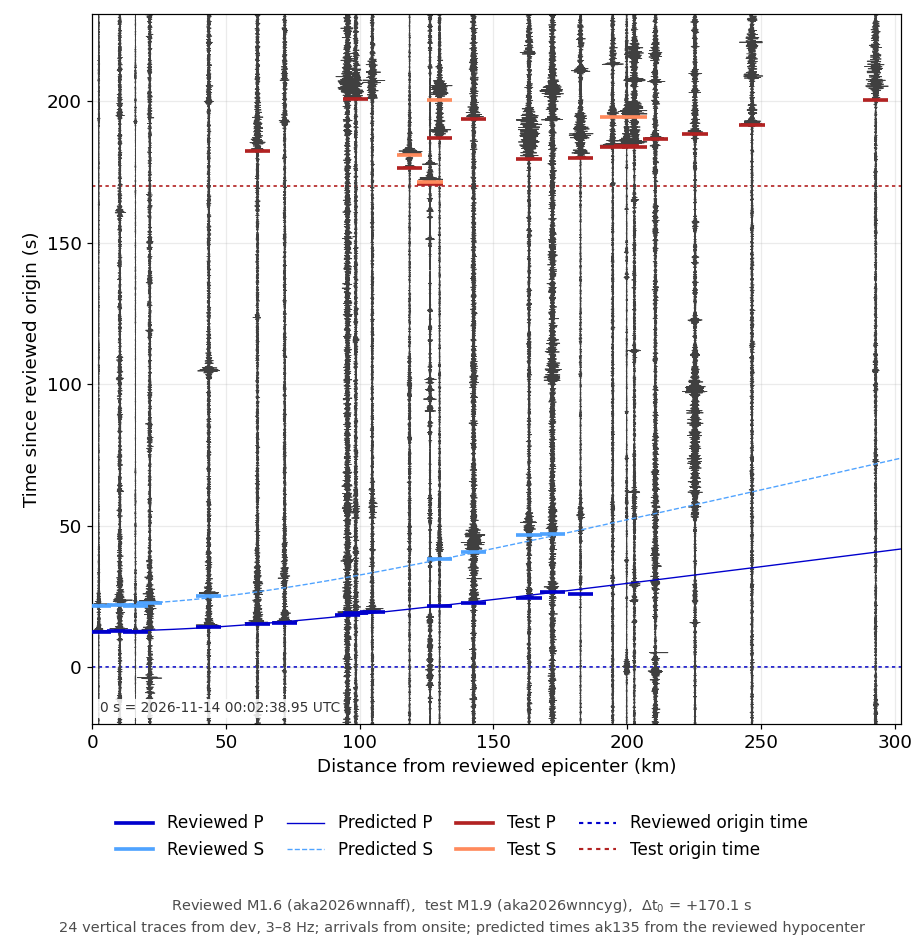 Time since reviewed origin (s)
200
150
100
50
0
0 s = 2026-11-14 00:02:38.95 UTC
0 50 100 150 200 250 300
Distance from reviewed epicenter (km)
Reviewed P Predicted P Test P Reviewed origin time
Reviewed S Predicted S Test S Test origin time
Reviewed M1.6 (aka2026wnnaff), test M1.9 (aka2026wnncyg), Δt₀ = +170.1 s
24 vertical traces from dev, 3–8 Hz; arrivals from onsite; predicted times ak135 from the reviewed hypocenter